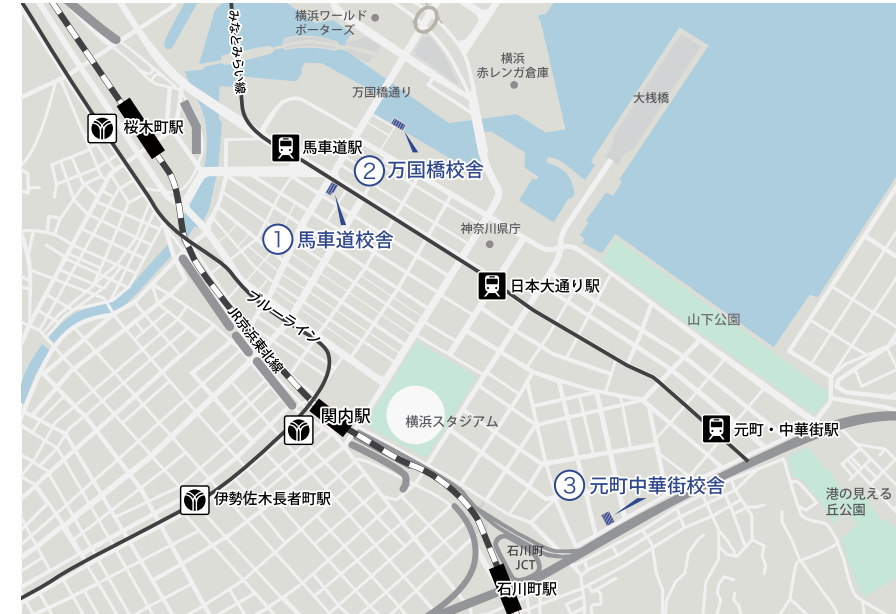 みなとみらい線
横浜ワールド
ポーターズ
横浜
赤レンガ倉庫
万国橋通り
大桟橋
桜木町駅
馬車道駅
②万国橋校舎
①馬車道校舎
神奈川県庁
日本大通り駅
ブルーライン
JR京浜東北線
山下公園
関内駅
横浜スタジアム
元町・中華街駅
③元町中華街校舎
伊勢佐木長者町駅
港の見える
丘公園
石川町
JCT
石川町駅